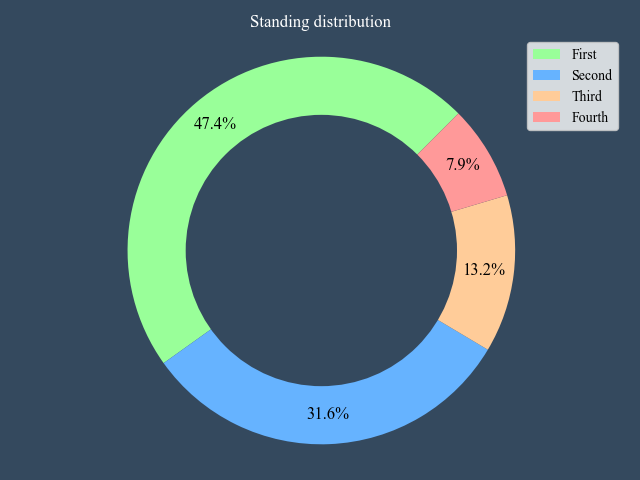 Standing distribution
First
Second
Third
Fourth
47.4%
7.9%
13.2%
31.6%